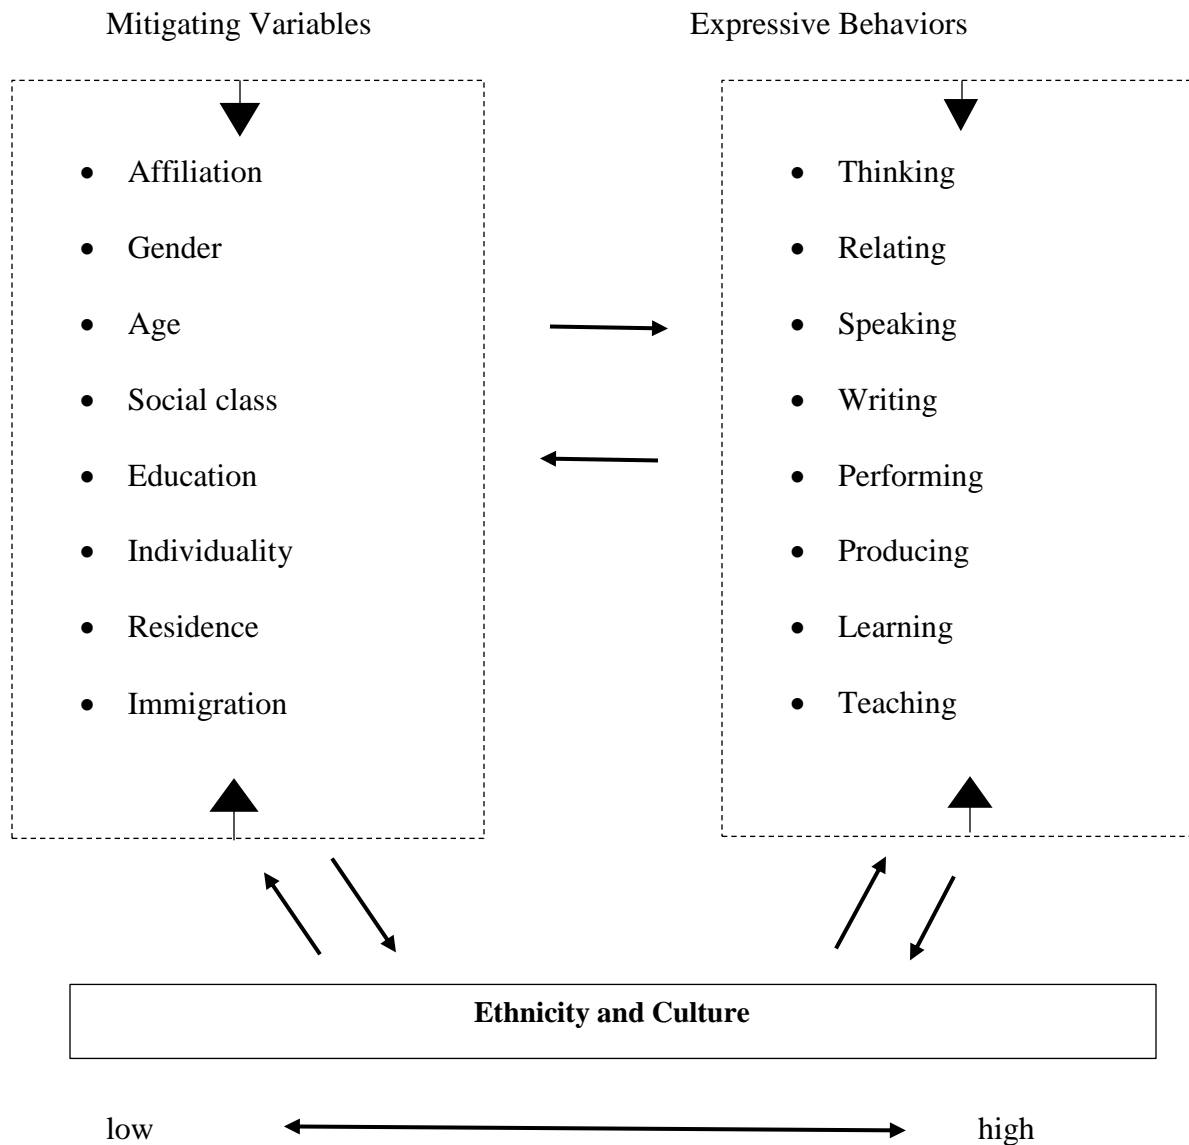 Mitigating Variables
Expressive Behaviors
• Affiliation
• Gender
• Age
• Social class
• Education
• Individuality
• Residence
• Immigration
• Thinking
• Relating
• Speaking
• Writing
• Performing
• Producing
• Learning
• Teaching
Ethnicity and Culture
low
high